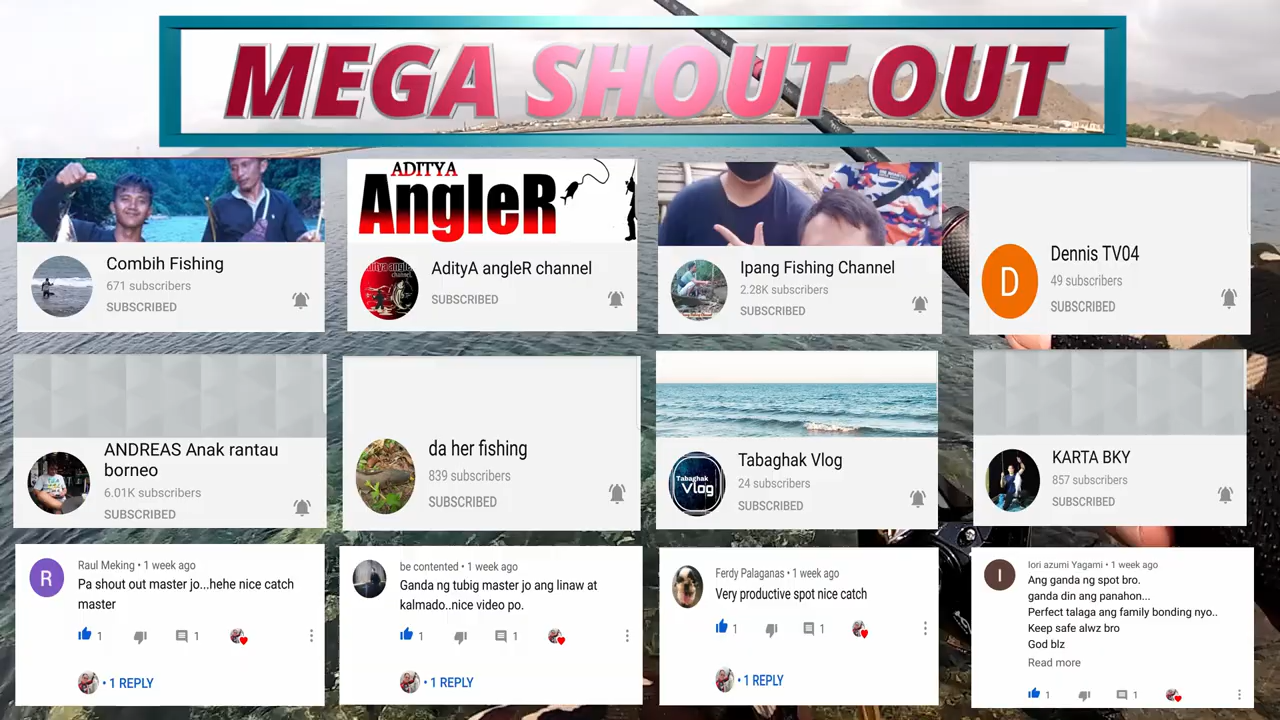 MEGA SHOUT OUT
ADITYA
AngleR
Combih Fishing
671 subscribers
SUBSCRIBED
AdityA angleR channel
SUBSCRIBED
Ipang Fishing Channel
2.28K subscribers
SUBSCRIBED
D
Dennis TV04
49 subscribers
SUBSCRIBED
ANDREAS Anak rantau
borneo
6.01K subscribers
SUBSCRIBED
da her fishing
839 subscribers
SUBSCRIBED
Tabaghak
Vlog
Tabaghak Vlog
24 subscribers
SUBSCRIBED
KARTA BKY
857 subscribers
SUBSCRIBED
R
Raul Meking • 1 week ago
Pa shout out master jo...hehe nice catch
master
1 1
• 1 REPLY
be contented • 1 week ago
Ganda ng tubig master jo ang linaw at
kalmado..nice video po.
1 1
• 1 REPLY
Ferdy Palaganas • 1 week ago
Very productive spot nice catch
1 1
• 1 REPLY
I
Iori azumi Yagami • 1 week ago
Ang ganda ng spot bro.
ganda din ang panahon...
Perfect talaga ang family bonding nyo..
Keep safe alwz bro
God blz
Read more
1 1